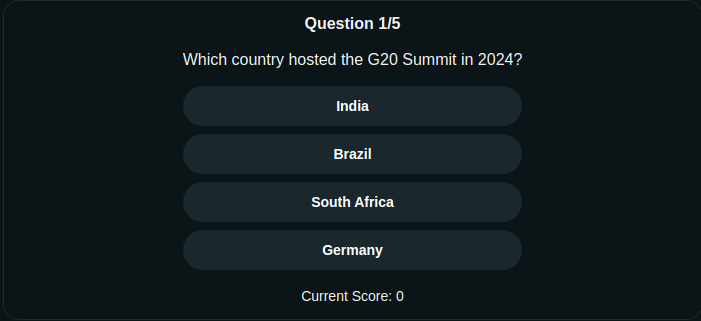 Question 1/5
Which country hosted the G20 Summit in 2024?
India
Brazil
South Africa
Germany
Current Score: 0